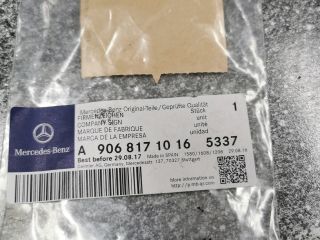 Mercedes-Benz Original-Teile/Geprüfte Qualität
FIRMENZEICHEN Stück 1
COMPANY SIGN unit
MARQUE DE FABRIQUE unité
MARCA DE LA EMPRESA unidad
Mercedes-Benz
A 906 817 10 16 5337
Best before 29.08.17 Made in
Daimler AG, Germany, Mercedesstr. 137, 70327 Stuttgart
More information on